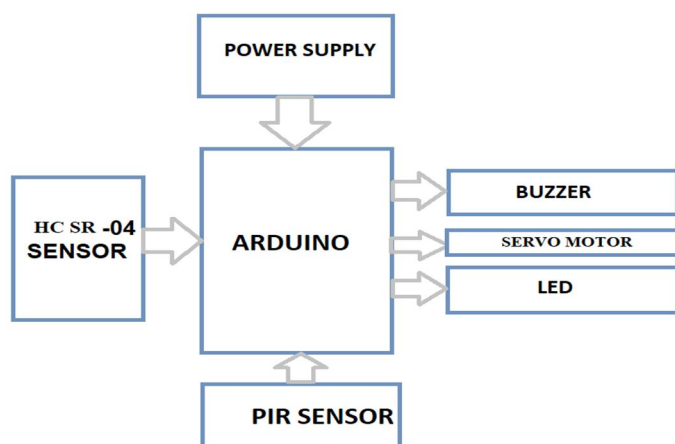 POWER SUPPLY
HC SR -04
SENSOR
ARDUINO
BUZZER
SERVO MOTOR
LED
PIR SENSOR